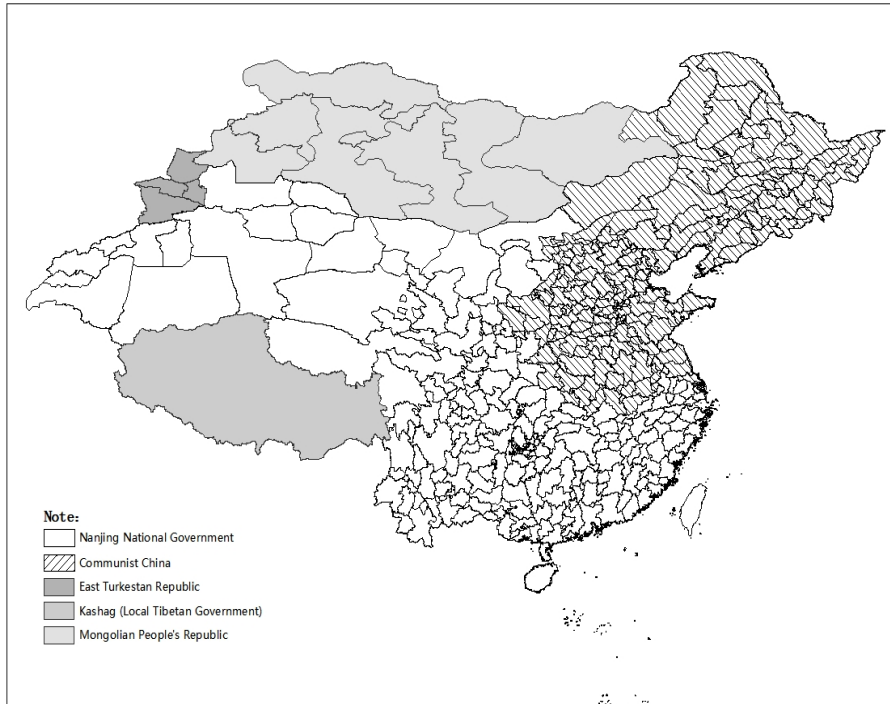 Note:
Nanjing National Government
Communist China
East Turkestan Republic
Kashag (Local Tibetan Government)
Mongolian People's Republic